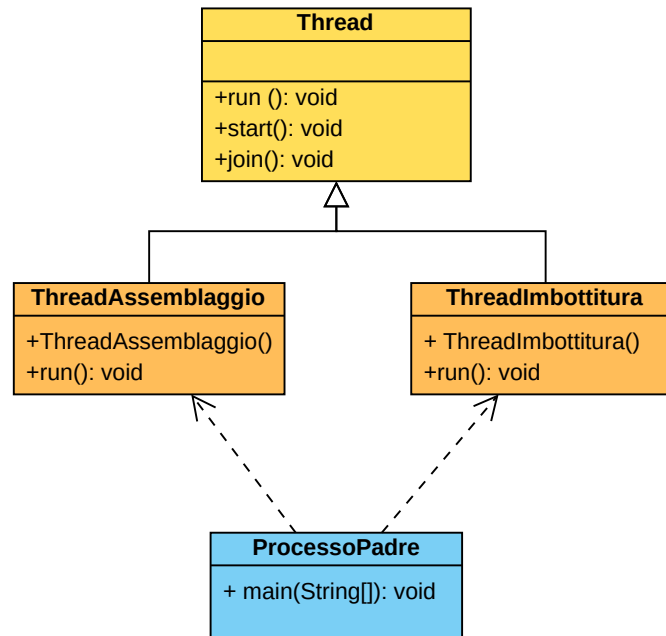 Thread
+run (): void
+start(): void
+join(): void
ThreadAssemblaggio
+ThreadAssemblaggio()
+run(): void
ThreadImbottitura
+ ThreadImbottitura()
+run(): void
ProcessoPadre
+ main(String[]): void